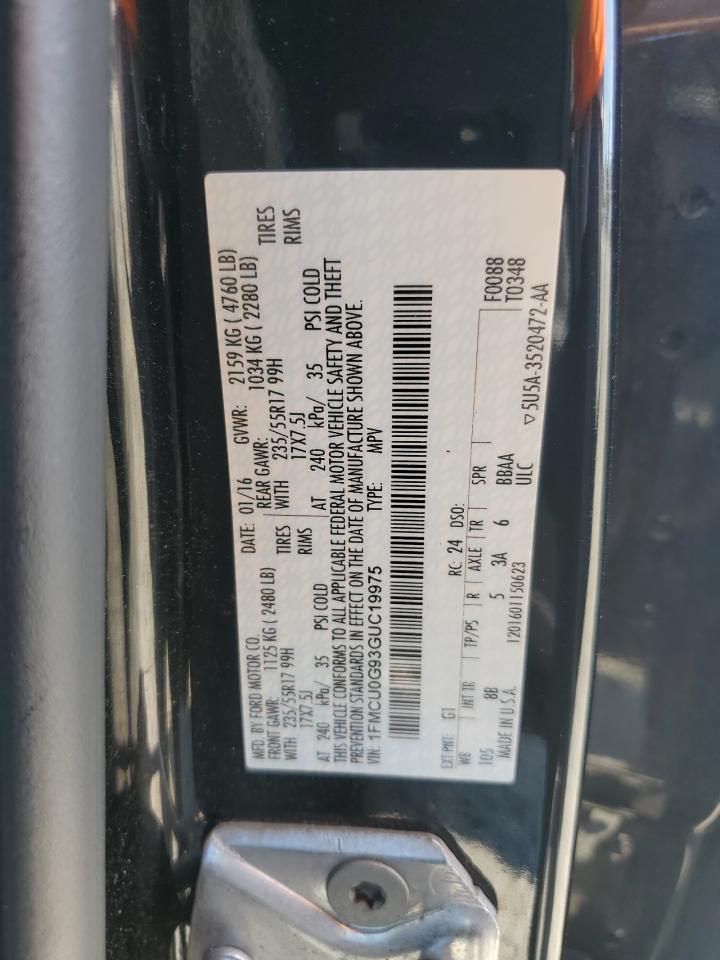 MFD. BY FORD MOTOR CO. DATE: 01/16 GVWR: 2159 KG ( 4760 LB)
FRONT GAWR: 1125 KG ( 2480 LB) REAR GAWR: 1034 KG ( 2280 LB)
WITH 235/55R17 99H TIRES WITH 235/55R17 99H TIRES
17X7.5J RIMS 17X7.5J RIMS
AT 240 kPa/ 35 PSI COLD AT 240 kPa/ 35 PSI COLD
THIS VEHICLE CONFORMS TO ALL APPLICABLE FEDERAL MOTOR VEHICLE SAFETY AND THEFT
PREVENTION STANDARDS IN EFFECT ON THE DATE OF MANUFACTURE SHOWN ABOVE.
VIN: 1FMCU0G93GUC19975 TYPE: MPV
EXT PNT: G1 RC: 24 DSO: F0088
WB INT TR TP/PS R AXLE TR SPR T0348
105 8B 5 3A 6 BBAA
MADE IN U.S.A. 1201601150623 ULC
▽5U5A-3520472-AA